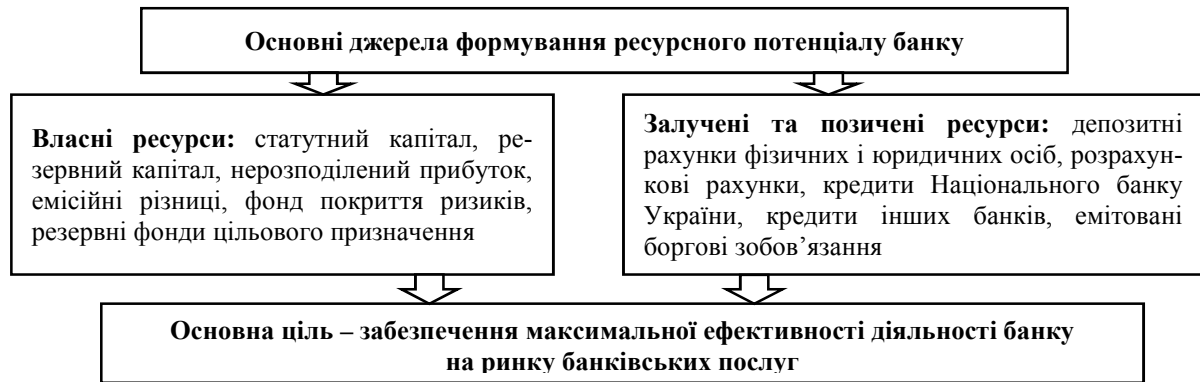 Основні джерела формування ресурсного потенціалу банку
Власні ресурси: статутний капітал, ре-
зервний капітал, нерозподілений прибуток,
емісійні різниці, фонд покриття ризиків,
резервні фонди цільового призначення
Залучені та позичені ресурси: депозитні
рахунки фізичних і юридичних осіб, розрахун-
кові рахунки, кредити Національного банку
України, кредити інших банків, емітовані
боргові зобов’язання
Основна ціль – забезпечення максимальної ефективності діяльності банку
на ринку банківських послуг